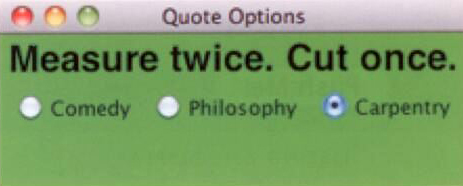 Quote Options
Measure twice. Cut once.
Comedy Philosophy Carpentry